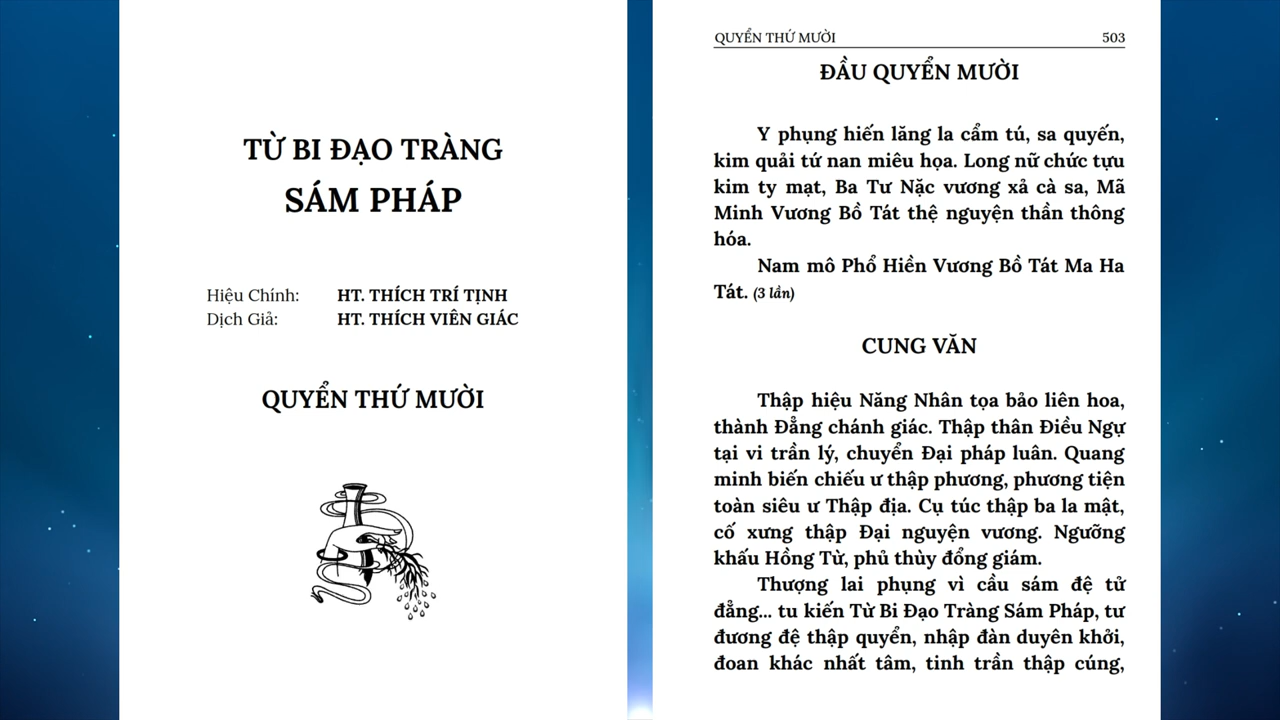 TỪ BI ĐẠO TRÀNG
SÁM PHÁP
Hiệu Chính: HT. THÍCH TRÍ TỊNH
Dịch Giả: HT. THÍCH VIÊN GIÁC
QUYỂN THỨ MƯỜI
QUYỂN THỨ MƯỜI 503
ĐẦU QUYỂN MƯỜI
Y phụng hiến lăng la cẩm tú, sa quyến,
kim quải tứ nan miêu họa. Long nữ chức tựu
kim ty mạt, Ba Tư Nặc vương xả cà sa, Mã
Minh Vương Bồ Tát thệ nguyện thần thông
hóa.
Nam mô Phổ Hiền Vương Bồ Tát Ma Ha
Tát. (3 lần)
CUNG VĂN
Thập hiệu Năng Nhân tọa bảo liên hoa,
thành Đẳng chánh giác. Thập thân Điều Ngự
tại vi trần lý, chuyển Đại pháp luân. Quang
minh biến chiếu ư thập phương, phương tiện
toàn siêu ư Thập địa. Cụ túc thập ba la mật,
cố xưng thập Đại nguyện vương. Ngưỡng
khấu Hồng Từ, phủ thùy đổng giám.
Thượng lai phụng vì cầu sám đệ tử
đẳng... tu kiến Từ Bi Đạo Tràng Sám Pháp, tư
đương đệ thập quyển, nhập đàn duyên khởi,
đoan khác nhất tâm, tinh trần thập cúng,